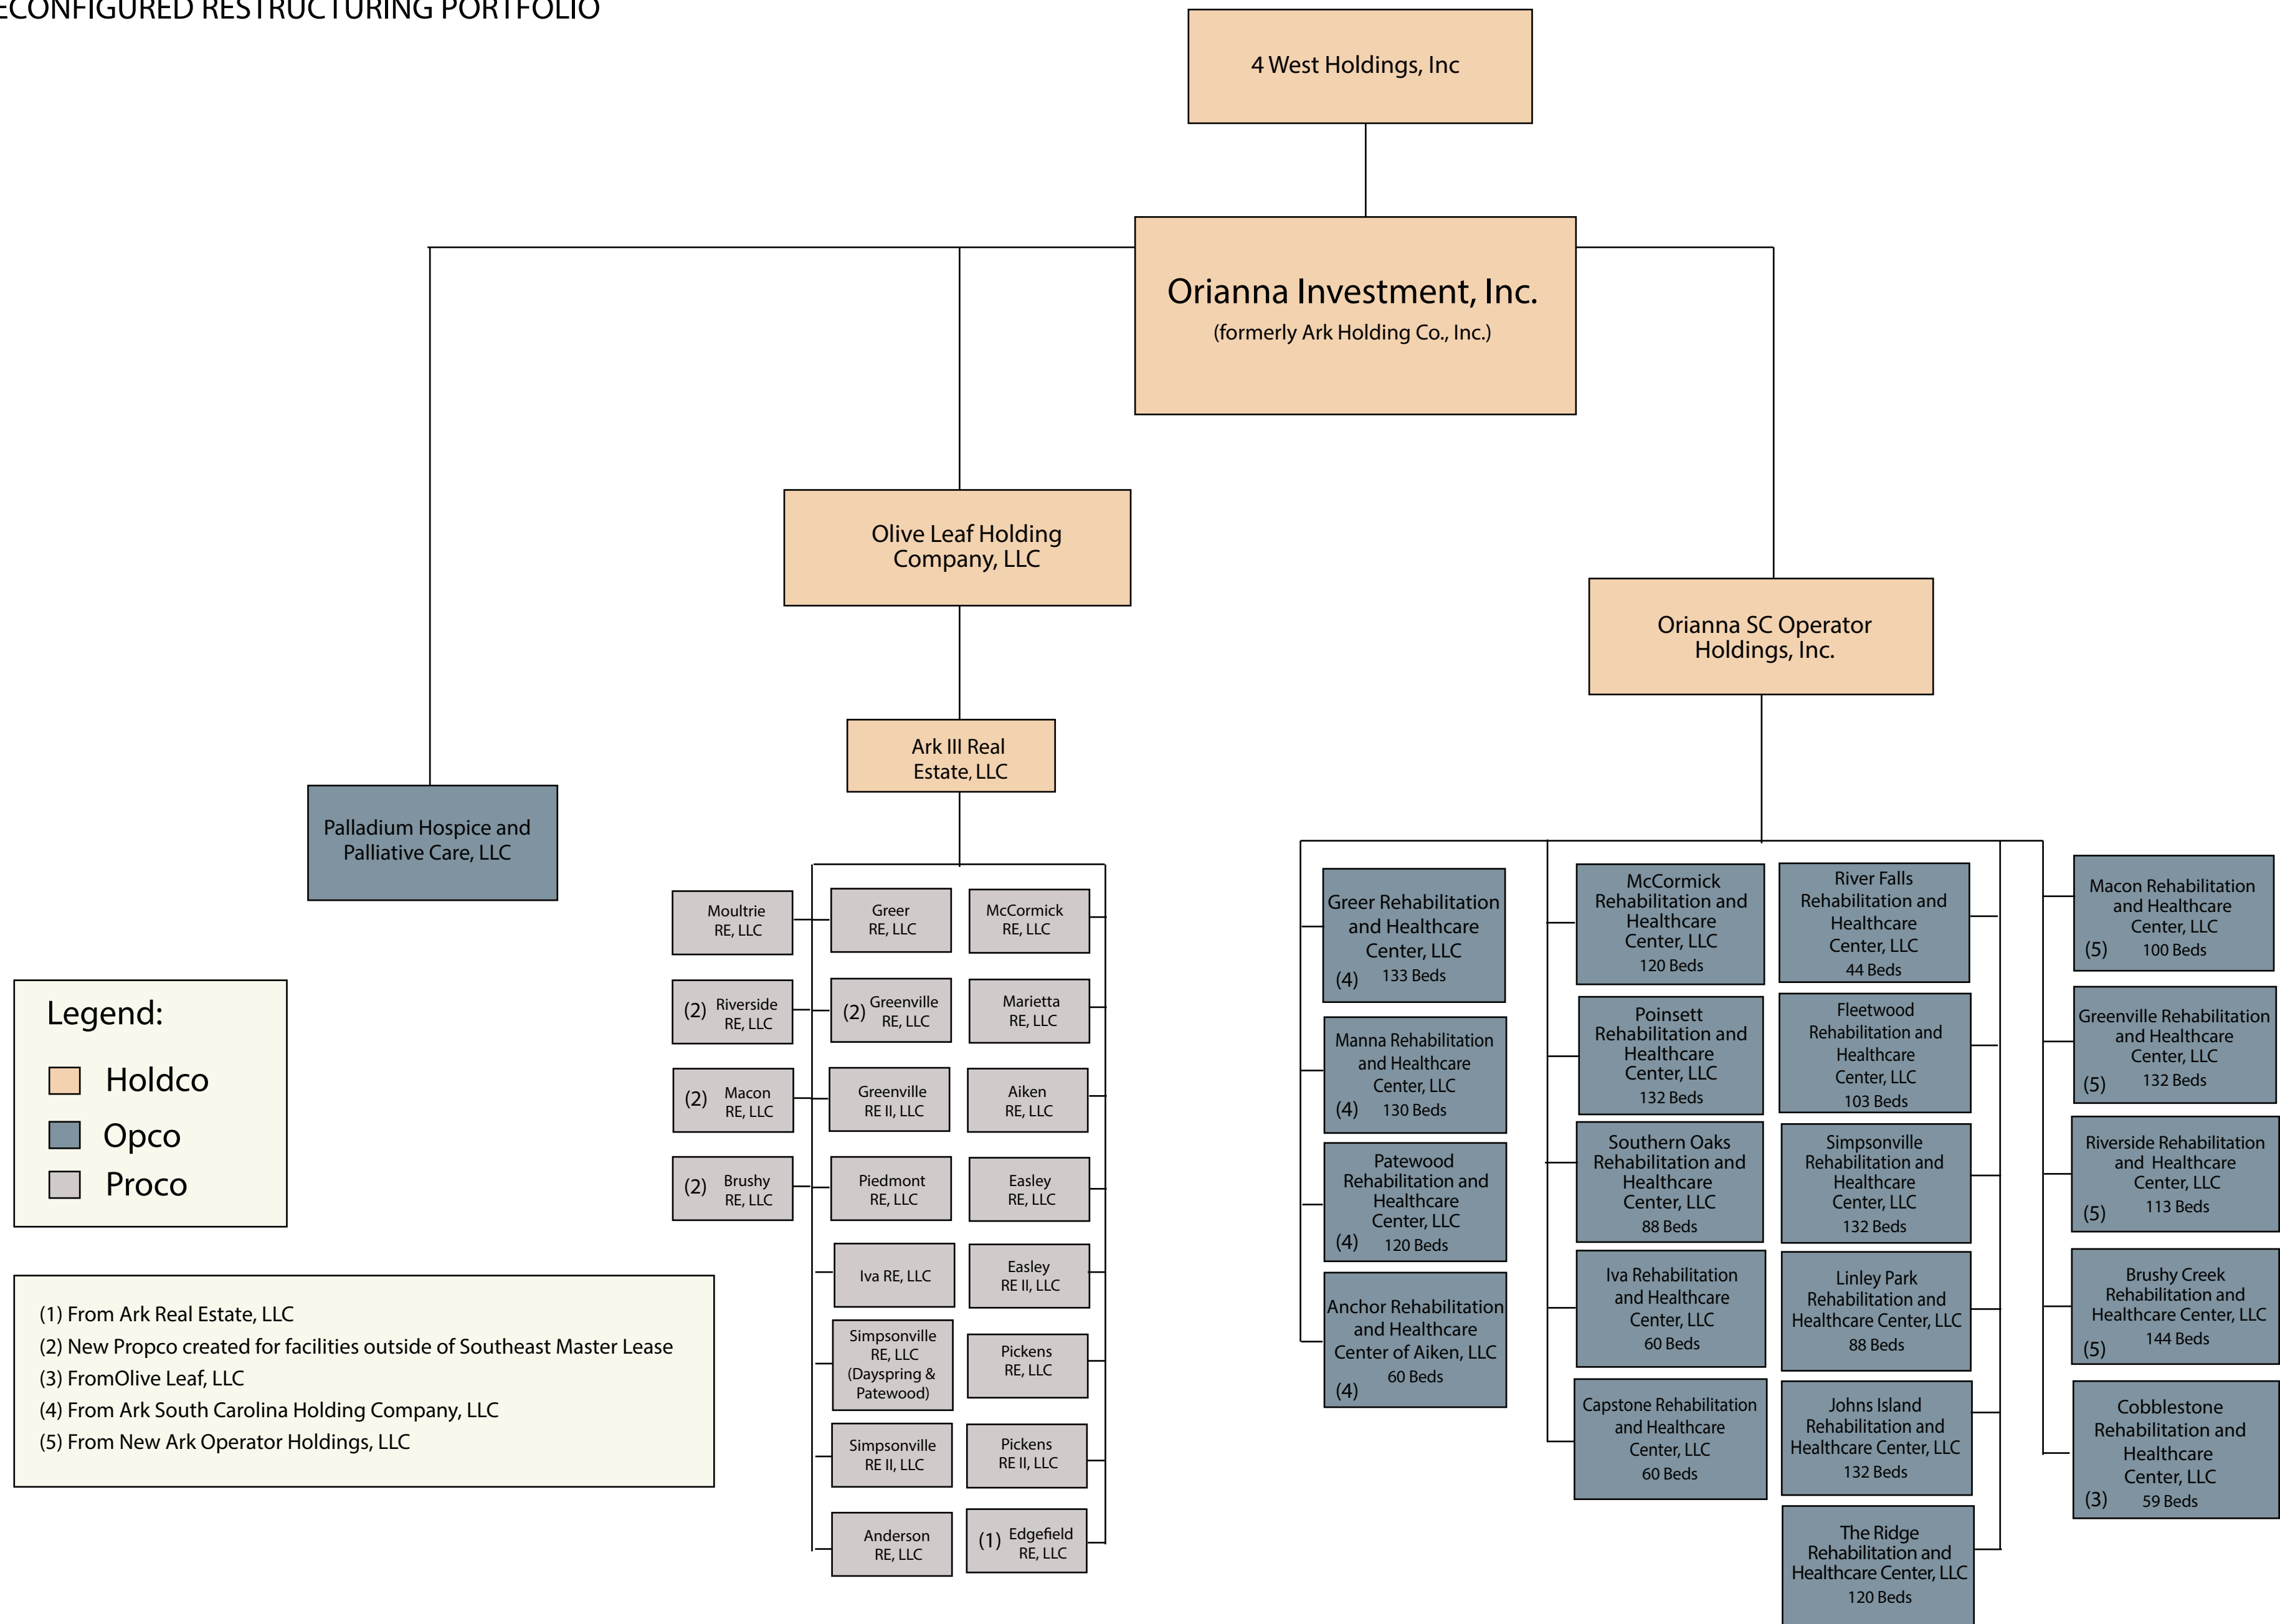 ECONFIGURED RESTRUCTURING PORTFOLIO
4 West Holdings, Inc
Orianna Investment, Inc.
(formerly Ark Holding Co., Inc.)
Olive Leaf Holding
Company, LLC
Orianna SC Operator
Holdings, Inc.
Ark III Real
Estate, LLC
Palladium Hospice and
Palliative Care, LLC
Moultrie
RE, LLC
(2) Riverside
RE, LLC
(2) Macon
RE, LLC
(2) Brushy
RE, LLC
Greer
RE, LLC
(2) Greenville
RE, LLC
Greenville
RE II, LLC
Piedmont
RE, LLC
Iva RE, LLC
Simpsonville
RE, LLC
(Dayspring &
Patewood)
Simpsonville
RE II, LLC
Anderson
RE, LLC
McCormick
RE, LLC
Marietta
RE, LLC
Aiken
RE, LLC
Easley
RE, LLC
Easley
RE II, LLC
Pickens
RE, LLC
Pickens
RE II, LLC
(1) Edgefield
RE, LLC
Greer Rehabilitation
and Healthcare
Center, LLC
(4) 133 Beds
Manna Rehabilitation
and Healthcare
Center, LLC
(4) 130 Beds
Patewood
Rehabilitation and
Healthcare
Center, LLC
(4) 120 Beds
Anchor Rehabilitation
and Healthcare
Center of Aiken, LLC
60 Beds
(4)
McCormick
Rehabilitation and
Healthcare
Center, LLC
120 Beds
Poinsett
Rehabilitation and
Healthcare
Center, LLC
132 Beds
Southern Oaks
Rehabilitation and
Healthcare
Center, LLC
88 Beds
Iva Rehabilitation
and Healthcare
Center, LLC
60 Beds
Capstone Rehabilitation
and Healthcare
Center, LLC
60 Beds
River Falls
Rehabilitation and
Healthcare
Center, LLC
44 Beds
Fleetwood
Rehabilitation and
Healthcare
Center, LLC
103 Beds
Simpsonville
Rehabilitation and
Healthcare
Center, LLC
132 Beds
Linley Park
Rehabilitation and
Healthcare Center, LLC
88 Beds
Johns Island
Rehabilitation and
Healthcare Center, LLC
132 Beds
The Ridge
Rehabilitation and
Healthcare Center, LLC
120 Beds
Macon Rehabilitation
and Healthcare
Center, LLC
(5) 100 Beds
Greenville Rehabilitation
and Healthcare
Center, LLC
132 Beds
(5)
Riverside Rehabilitation
and Healthcare
Center, LLC
(5) 113 Beds
Brushy Creek
Rehabilitation and
Healthcare Center, LLC
144 Beds
(5)
Cobblestone
Rehabilitation and
Healthcare
Center, LLC
(3) 59 Beds
Legend:
Holdco
Opco
Proco
(1) From Ark Real Estate, LLC
(2) New Propco created for facilities outside of Southeast Master Lease
(3) FromOlive Leaf, LLC
(4) From Ark South Carolina Holding Company, LLC
(5) From New Ark Operator Holdings, LLC